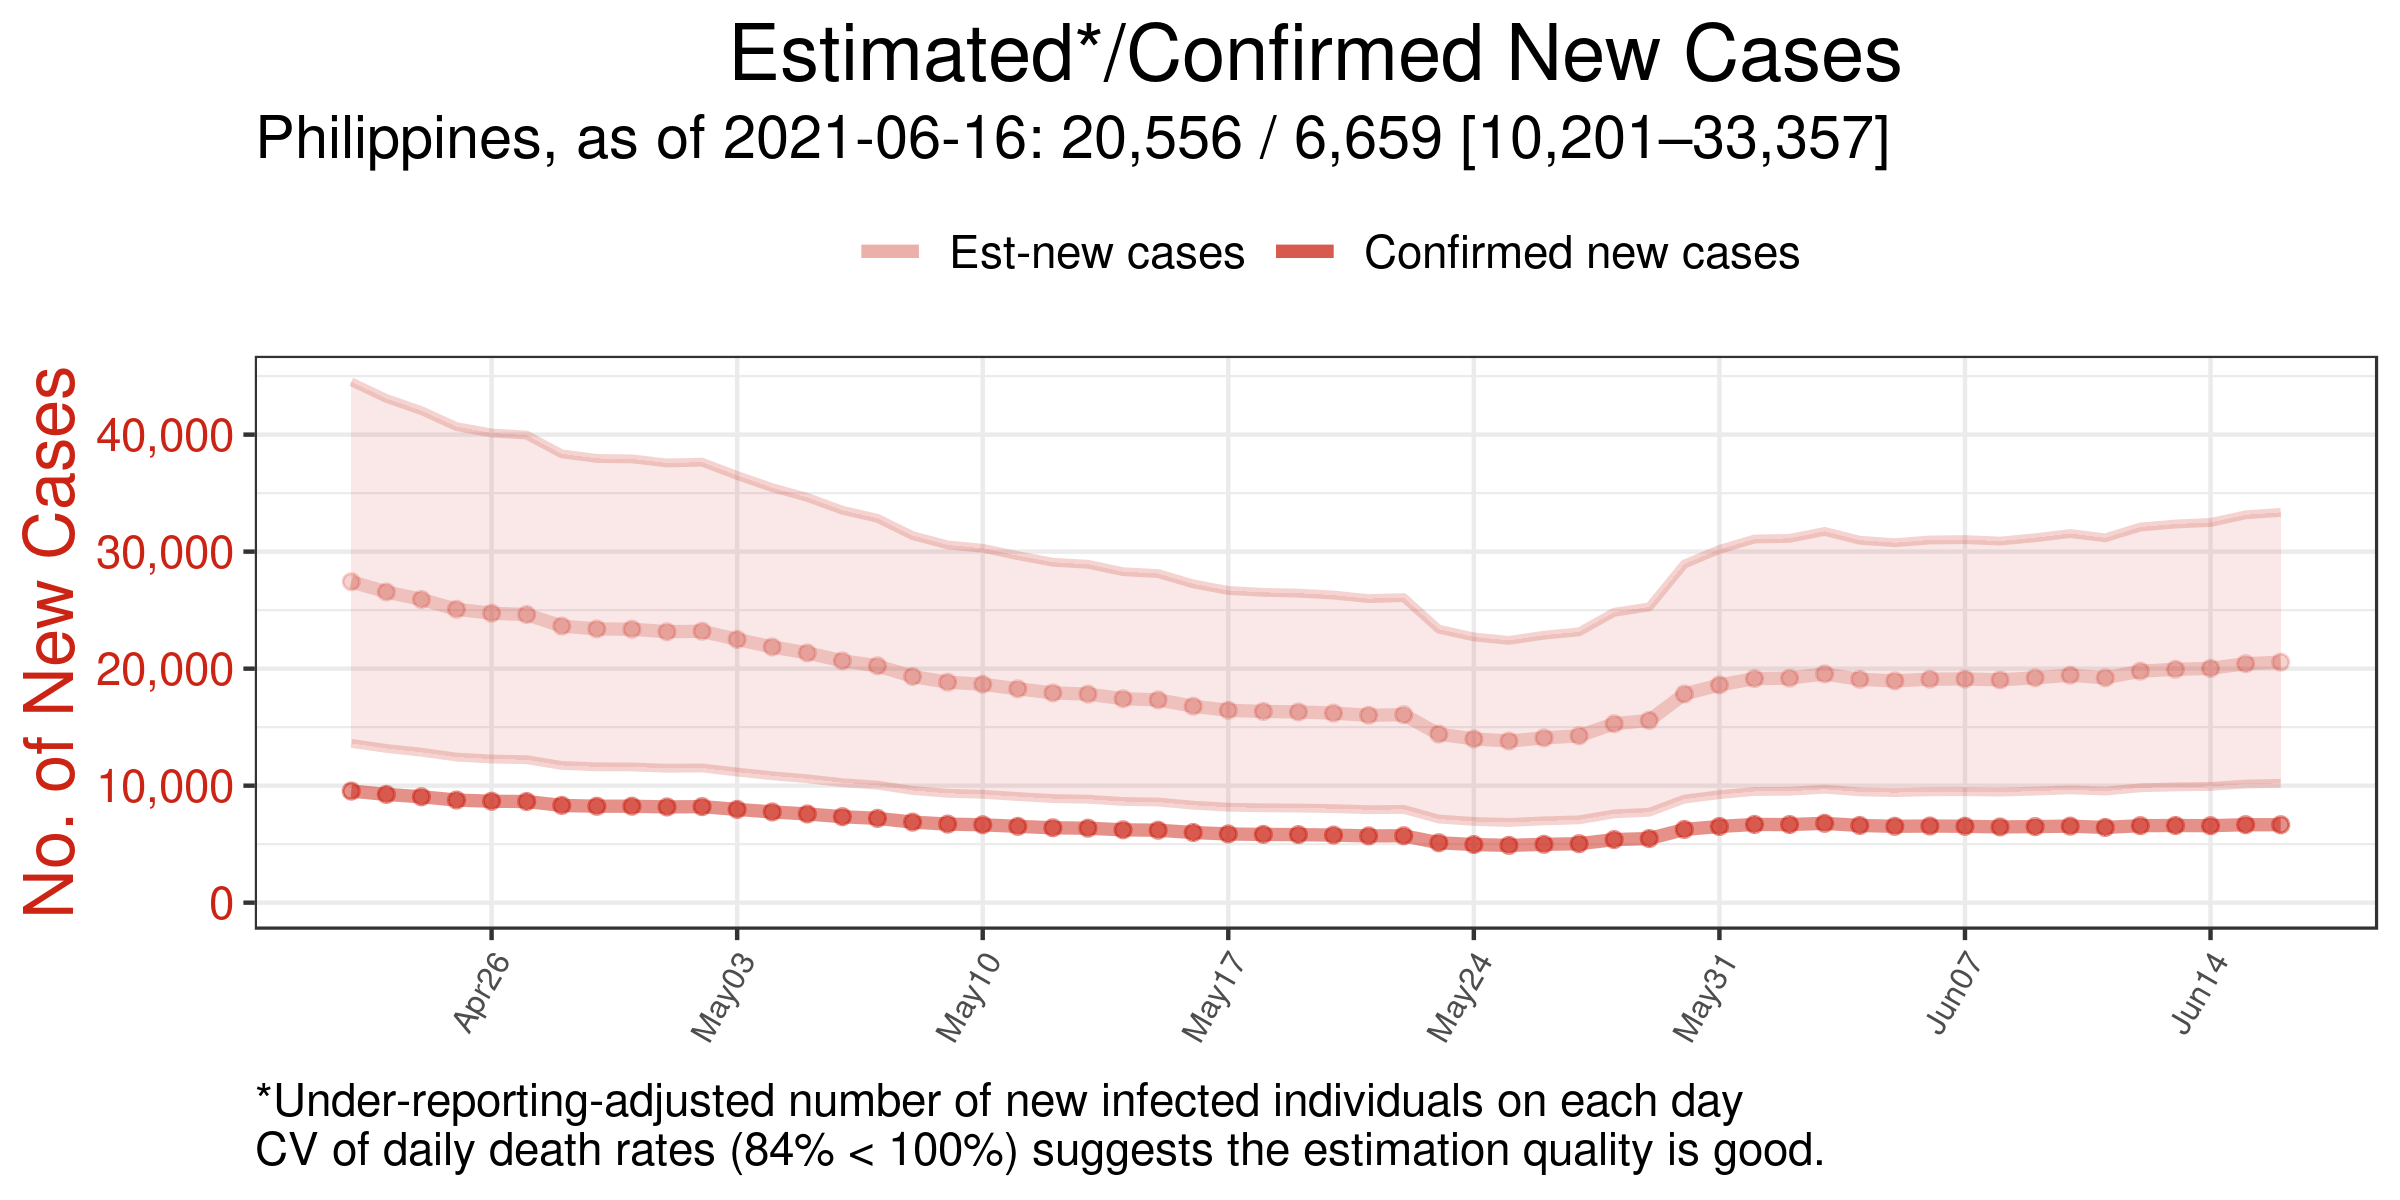 Estimated*/Confirmed New Cases
Philippines, as of 2021-06-16: 20,556 / 6,659 [10,201–33,357]
Est-new cases
Confirmed new cases
No. of New Cases
40,000
30,000
20,000
10,000
0
Apr26
May03
May10
May17
May24
May31
Jun07
Jun14
*Under-reporting-adjusted number of new infected individuals on each day
CV of daily death rates (84% < 100%) suggests the estimation quality is good.